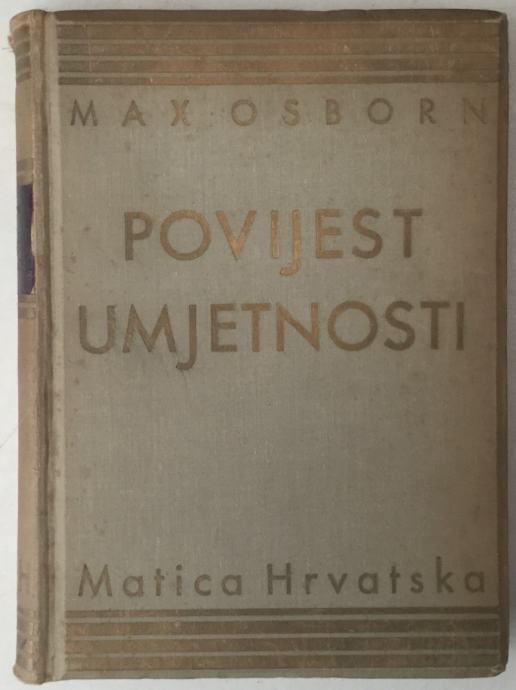 MAX OSBORN
POVIJEST
UMJETNOSTI
Matica Hrvatska